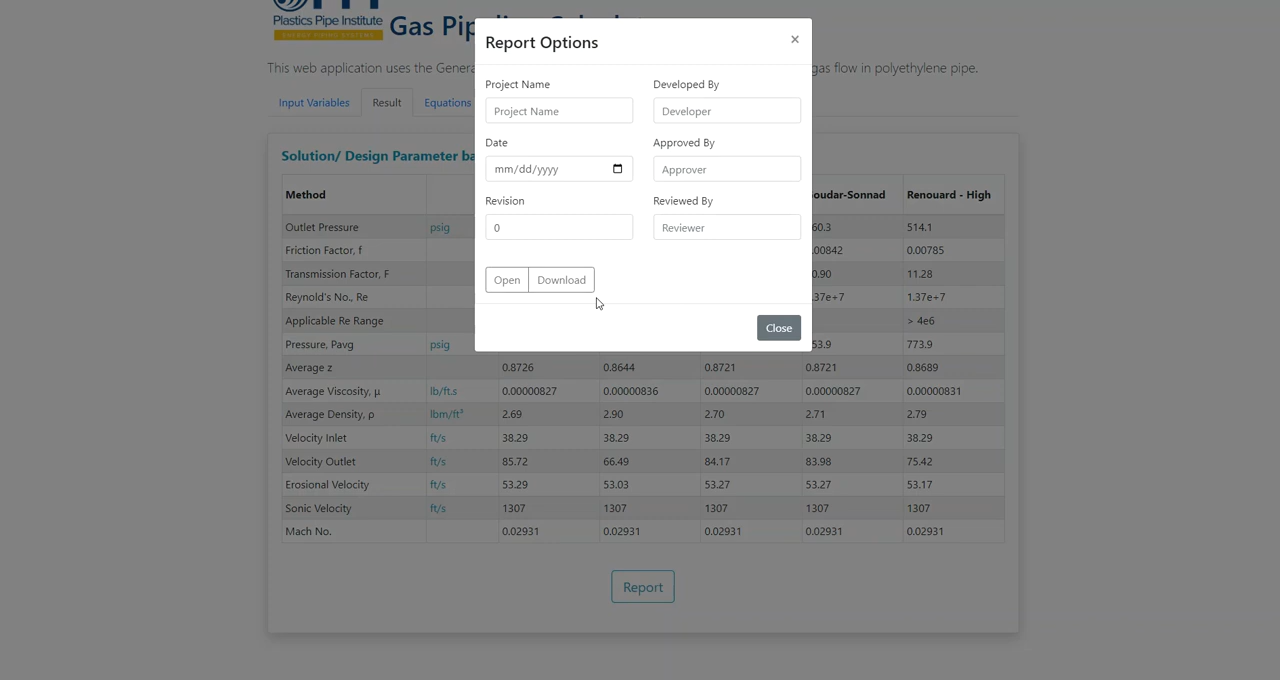 Plastics Pipe Institute
Gas Pip
This web application uses the Genera gas flow in polyethylene pipe.
Input Variables Result Equations
Solution/ Design Parameter ba
Report Options ×
Project Name Developed By
Project Name Developer
Date Approved By
mm/dd/yyyy Approver
Revision Reviewed By
0 Reviewer
Open Download
Close
Method oudar-Sonnad Renouard - High
Outlet Pressure psig 60.3 514.1
Friction Factor, f .00842 0.00785
Transmission Factor, F 0.90 11.28
Reynold's No., Re .37e+7 1.37e+7
Applicable Re Range > 4e6
Pressure, Pavg psig 53.9 773.9
Average z 0.8726 0.8644 0.8721 0.8721 0.8689
Average Viscosity, μ lb/ft.s 0.00000827 0.00000836 0.00000827 0.00000827 0.00000831
Average Density, ρ lbm/ft³ 2.69 2.90 2.70 2.71 2.79
Velocity Inlet ft/s 38.29 38.29 38.29 38.29 38.29
Velocity Outlet ft/s 85.72 66.49 84.17 83.98 75.42
Erosional Velocity ft/s 53.29 53.03 53.27 53.27 53.17
Sonic Velocity ft/s 1307 1307 1307 1307 1307
Mach No. 0.02931 0.02931 0.02931 0.02931 0.02931
Report